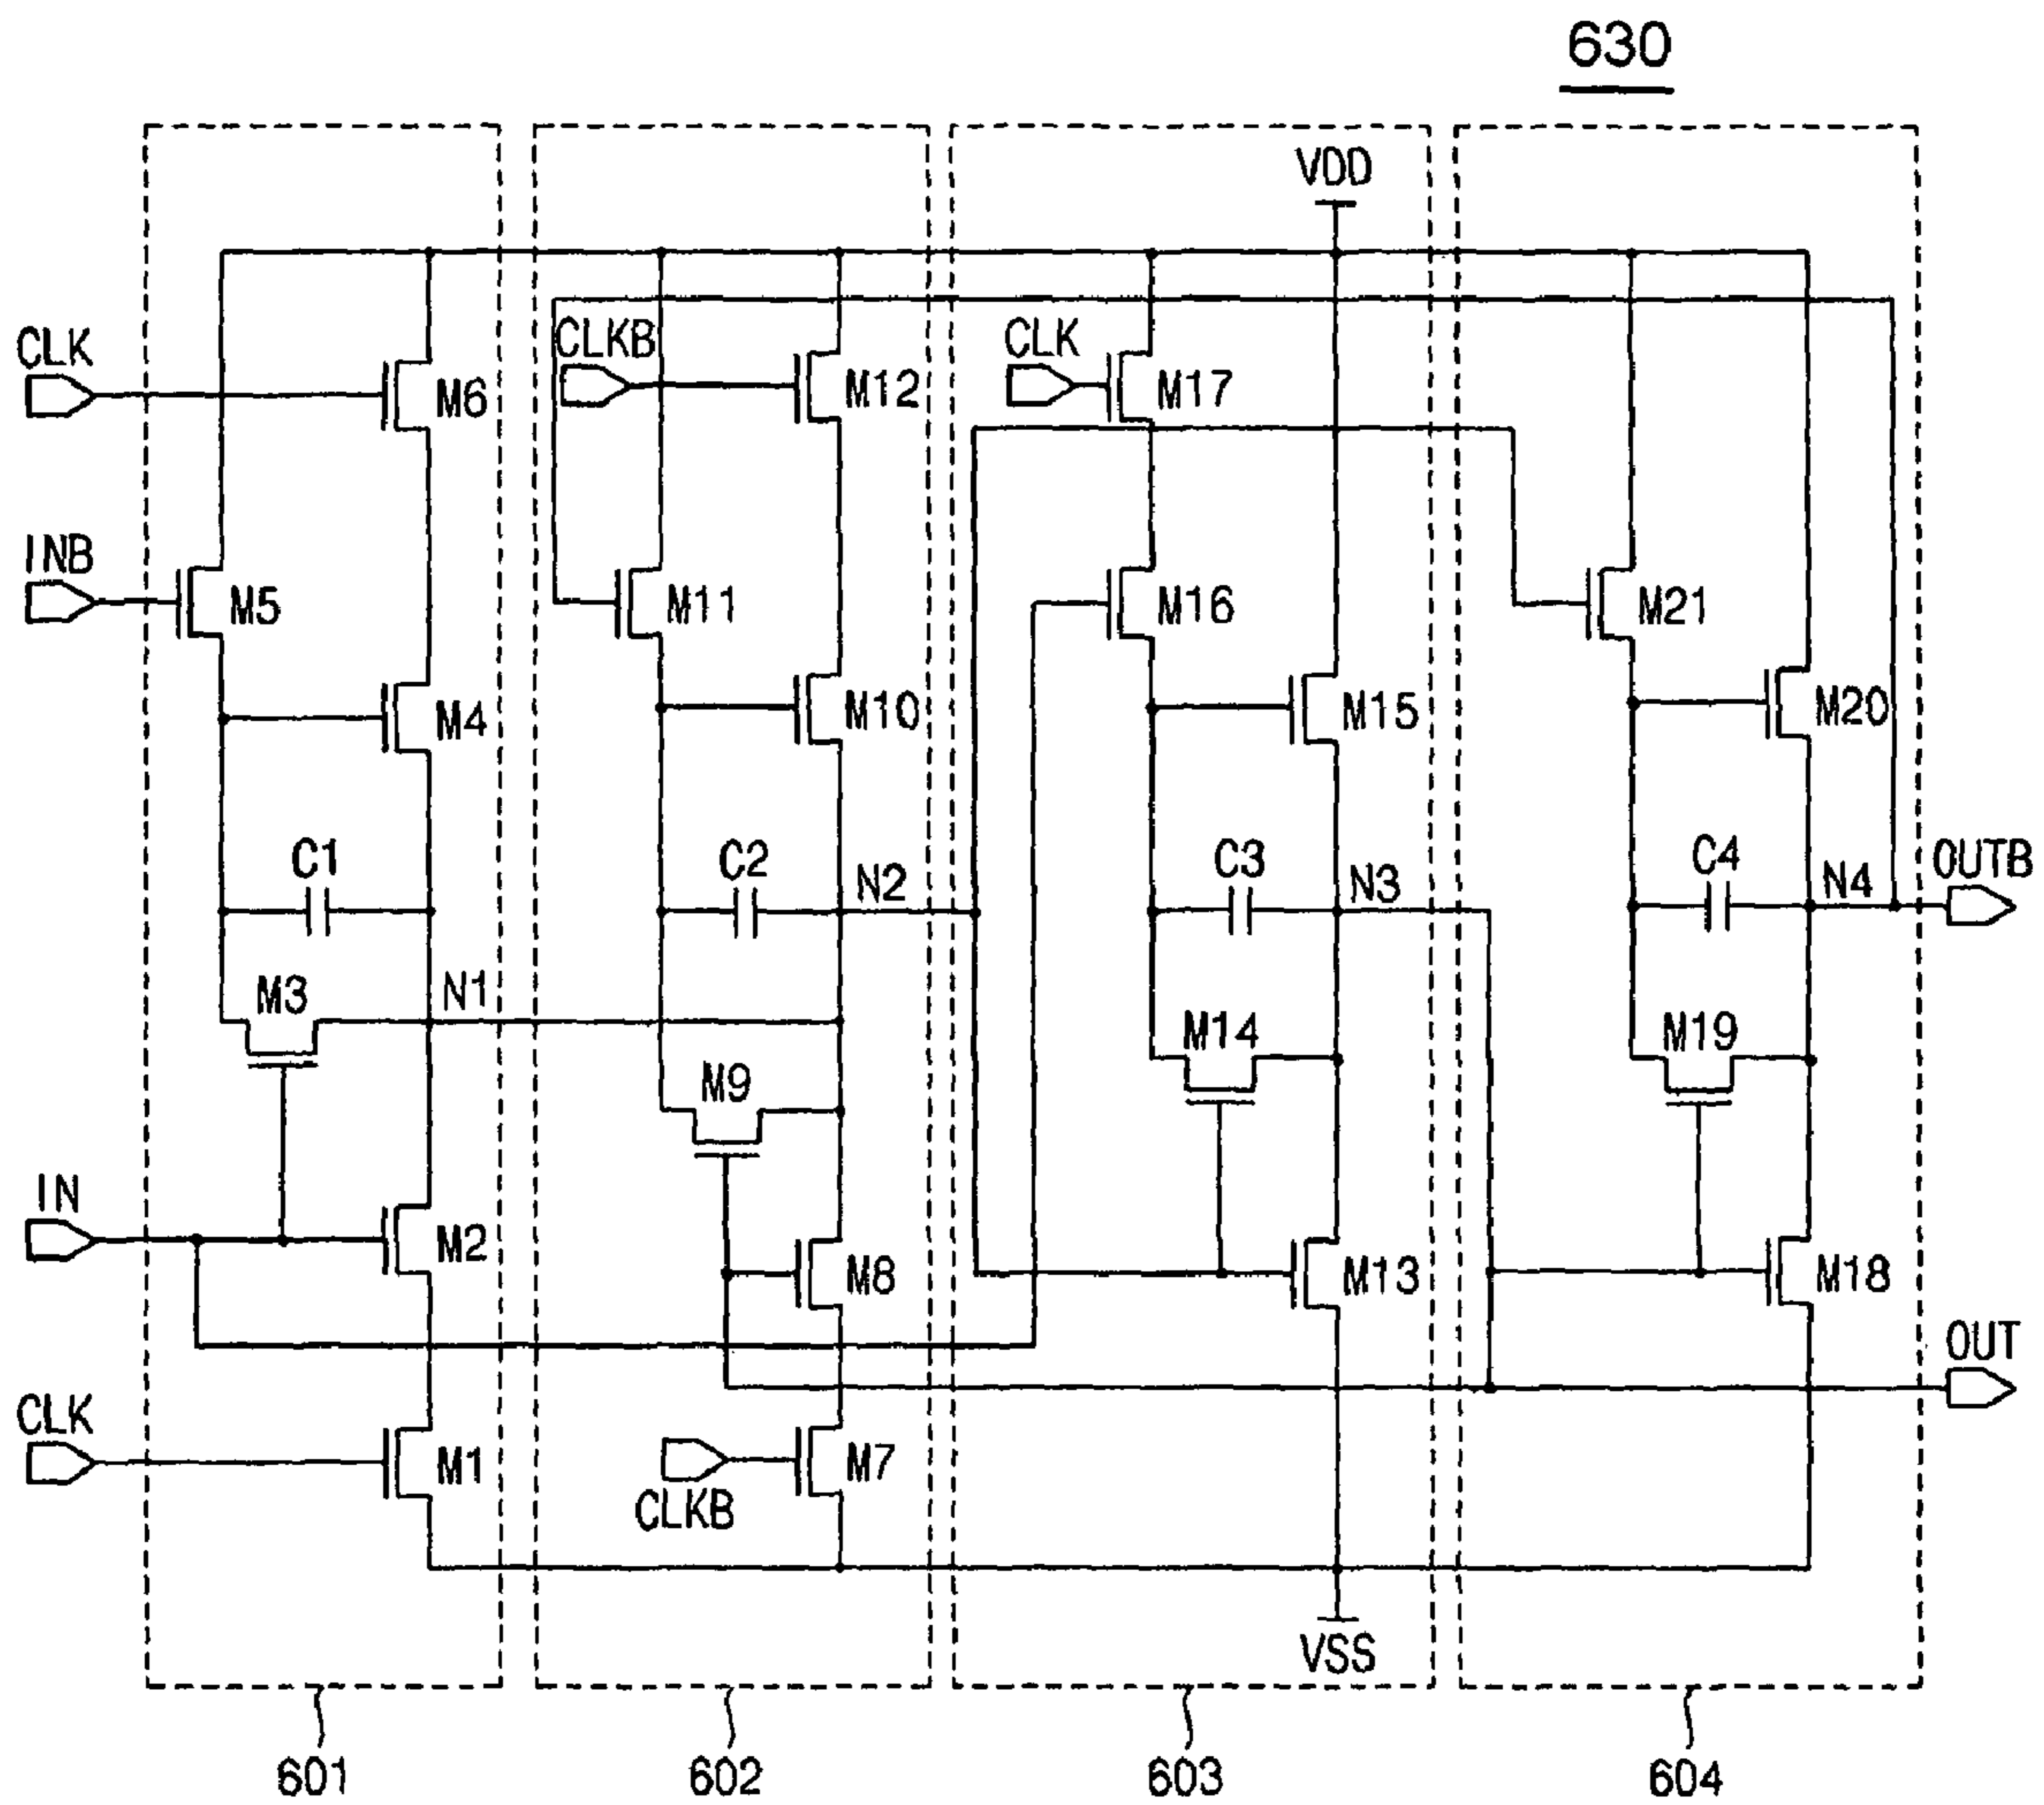 630
VDD
CLK
CLKB
CLK
M6
M12
M17
INB
M5
M11
M16
M21
M4
M10
M15
M20
C1
C2
N2
C3
N3
C4
N4
OUTB
M3
N1
M9
M14
M19
IN
M2
M8
M13
M18
OUT
CLK
M1
M7
CLKB
VSS
601
602
603
604